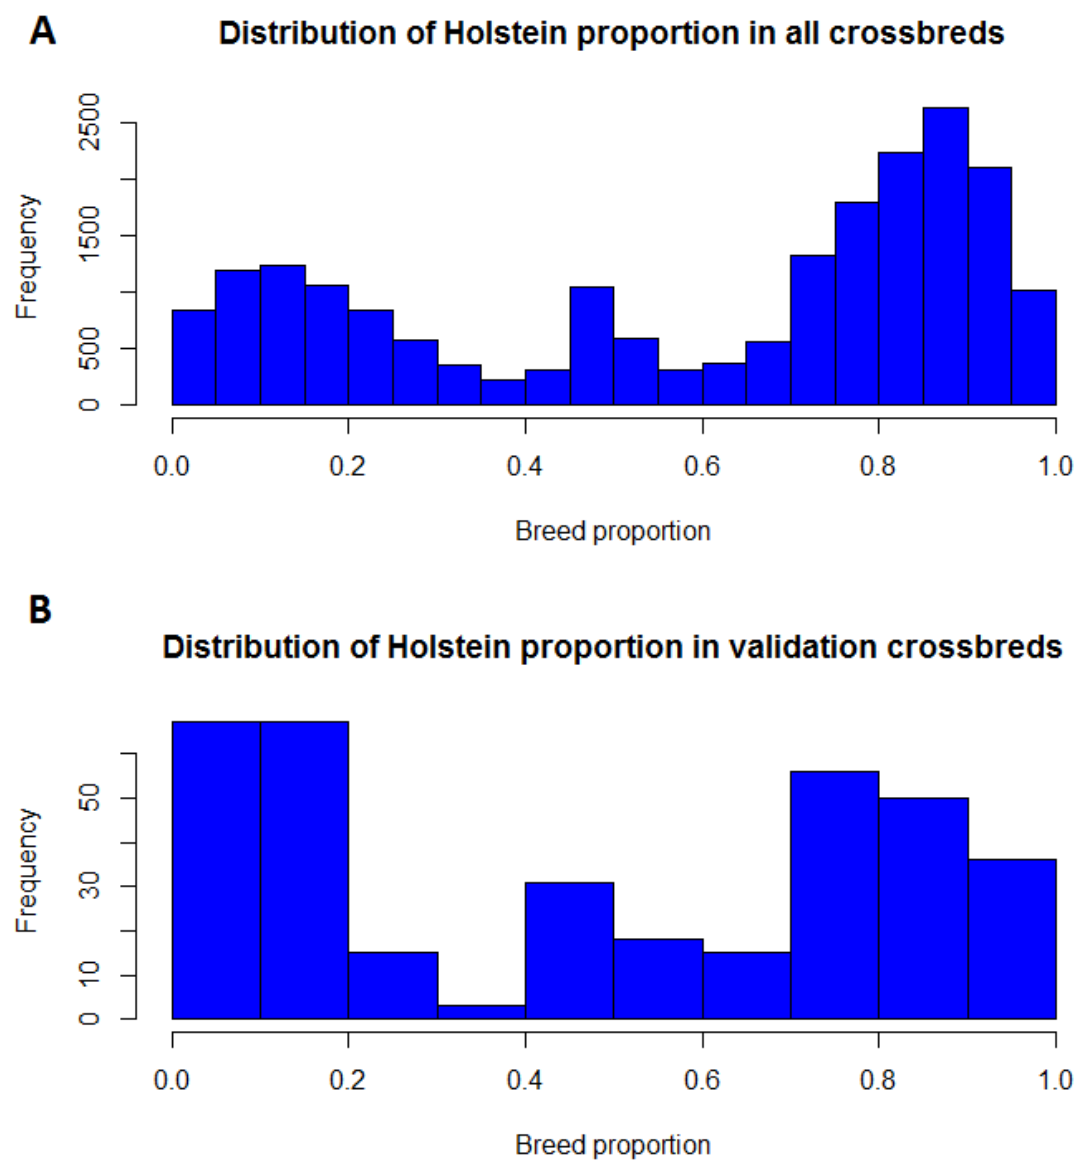 A
Distribution of Holstein proportion in all crossbreds
Frequency
2500
1500
500
0
0.0 0.2 0.4 0.6 0.8 1.0
Breed proportion
B
Distribution of Holstein proportion in validation crossbreds
Frequency
50
30
10
0
0.0 0.2 0.4 0.6 0.8 1.0
Breed proportion